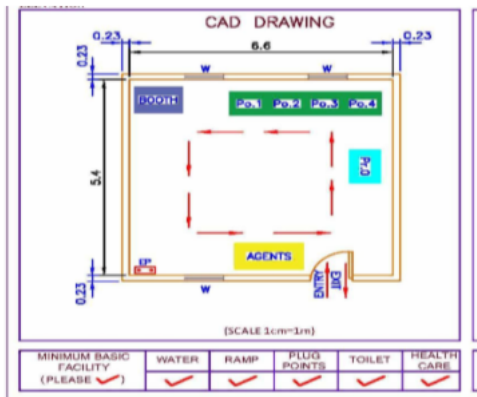 CAD DRAWING
0.23
6.6
0.23
W
W
0.23
BOOTH
Po.1 Po.2 Po.3 Po.4
5.4
Pr.O
EP
AGENTS
0.23
W
ENTRY
EXIT
(SCALE 1cm=1m)
MINIMUM BASIC FACILITY (PLEASE ✓)
WATER
RAMP
PLUG POINTS
TOILET
HEALTH CARE